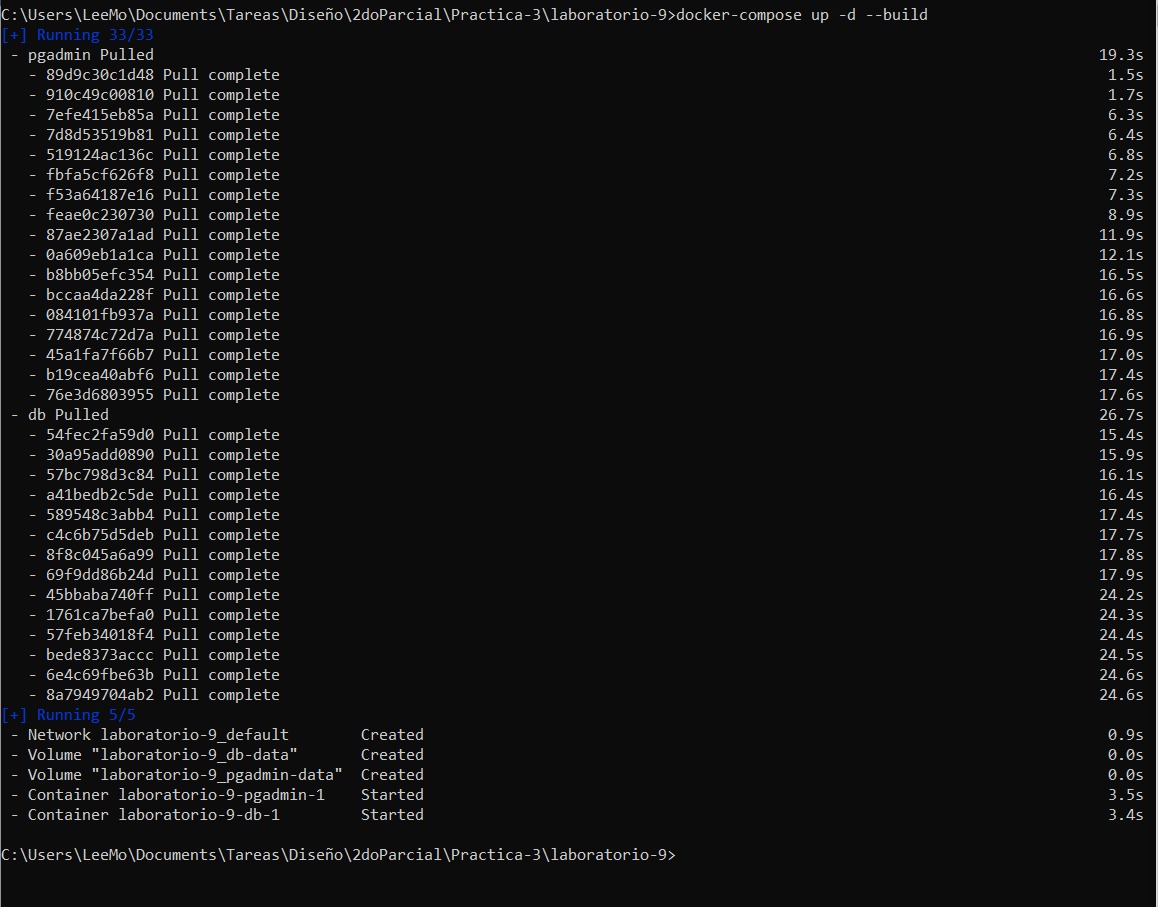 C:\Users\LeeMo\Documents\Tareas\Diseño\2doParcial\Practica-3\laboratorio-9>docker-compose up -d --build
[+] Running 33/33
- pgadmin Pulled 19.3s
- 89d9c30c1d48 Pull complete 1.5s
- 910c49c00810 Pull complete 1.7s
- 7efe415eb85a Pull complete 6.3s
- 7d8d53519b81 Pull complete 6.4s
- 519124ac136c Pull complete 6.8s
- fbfa5cf626f8 Pull complete 7.2s
- f53a64187e16 Pull complete 7.3s
- feae0c230730 Pull complete 8.9s
- 87ae2307a1ad Pull complete 11.9s
- 0a609eb1a1ca Pull complete 12.1s
- b8bb05efc354 Pull complete 16.5s
- bccaa4da228f Pull complete 16.6s
- 084101fb937a Pull complete 16.8s
- 774874c72d7a Pull complete 16.9s
- 45a1fa7f66b7 Pull complete 17.0s
- b19cea40abf6 Pull complete 17.4s
- 76e3d6803955 Pull complete 17.6s
- db Pulled 26.7s
- 54fec2fa59d0 Pull complete 15.4s
- 30a95add0890 Pull complete 15.9s
- 57bc798d3c84 Pull complete 16.1s
- a41bedb2c5de Pull complete 16.4s
- 589548c3abb4 Pull complete 17.4s
- c4c6b75d5deb Pull complete 17.7s
- 8f8c045a6a99 Pull complete 17.8s
- 69f9dd86b24d Pull complete 17.9s
- 45bbaba740ff Pull complete 24.2s
- 1761ca7befa0 Pull complete 24.3s
- 57feb34018f4 Pull complete 24.4s
- bede8373accc Pull complete 24.5s
- 6e4c69fbe63b Pull complete 24.6s
- 8a7949704ab2 Pull complete 24.6s
[+] Running 5/5
- Network laboratorio-9_default Created 0.9s
- Volume "laboratorio-9_db-data" Created 0.0s
- Volume "laboratorio-9_pgadmin-data" Created 0.0s
- Container laboratorio-9-pgadmin-1 Started 3.5s
- Container laboratorio-9-db-1 Started 3.4s
C:\Users\LeeMo\Documents\Tareas\Diseño\2doParcial\Practica-3\laboratorio-9>